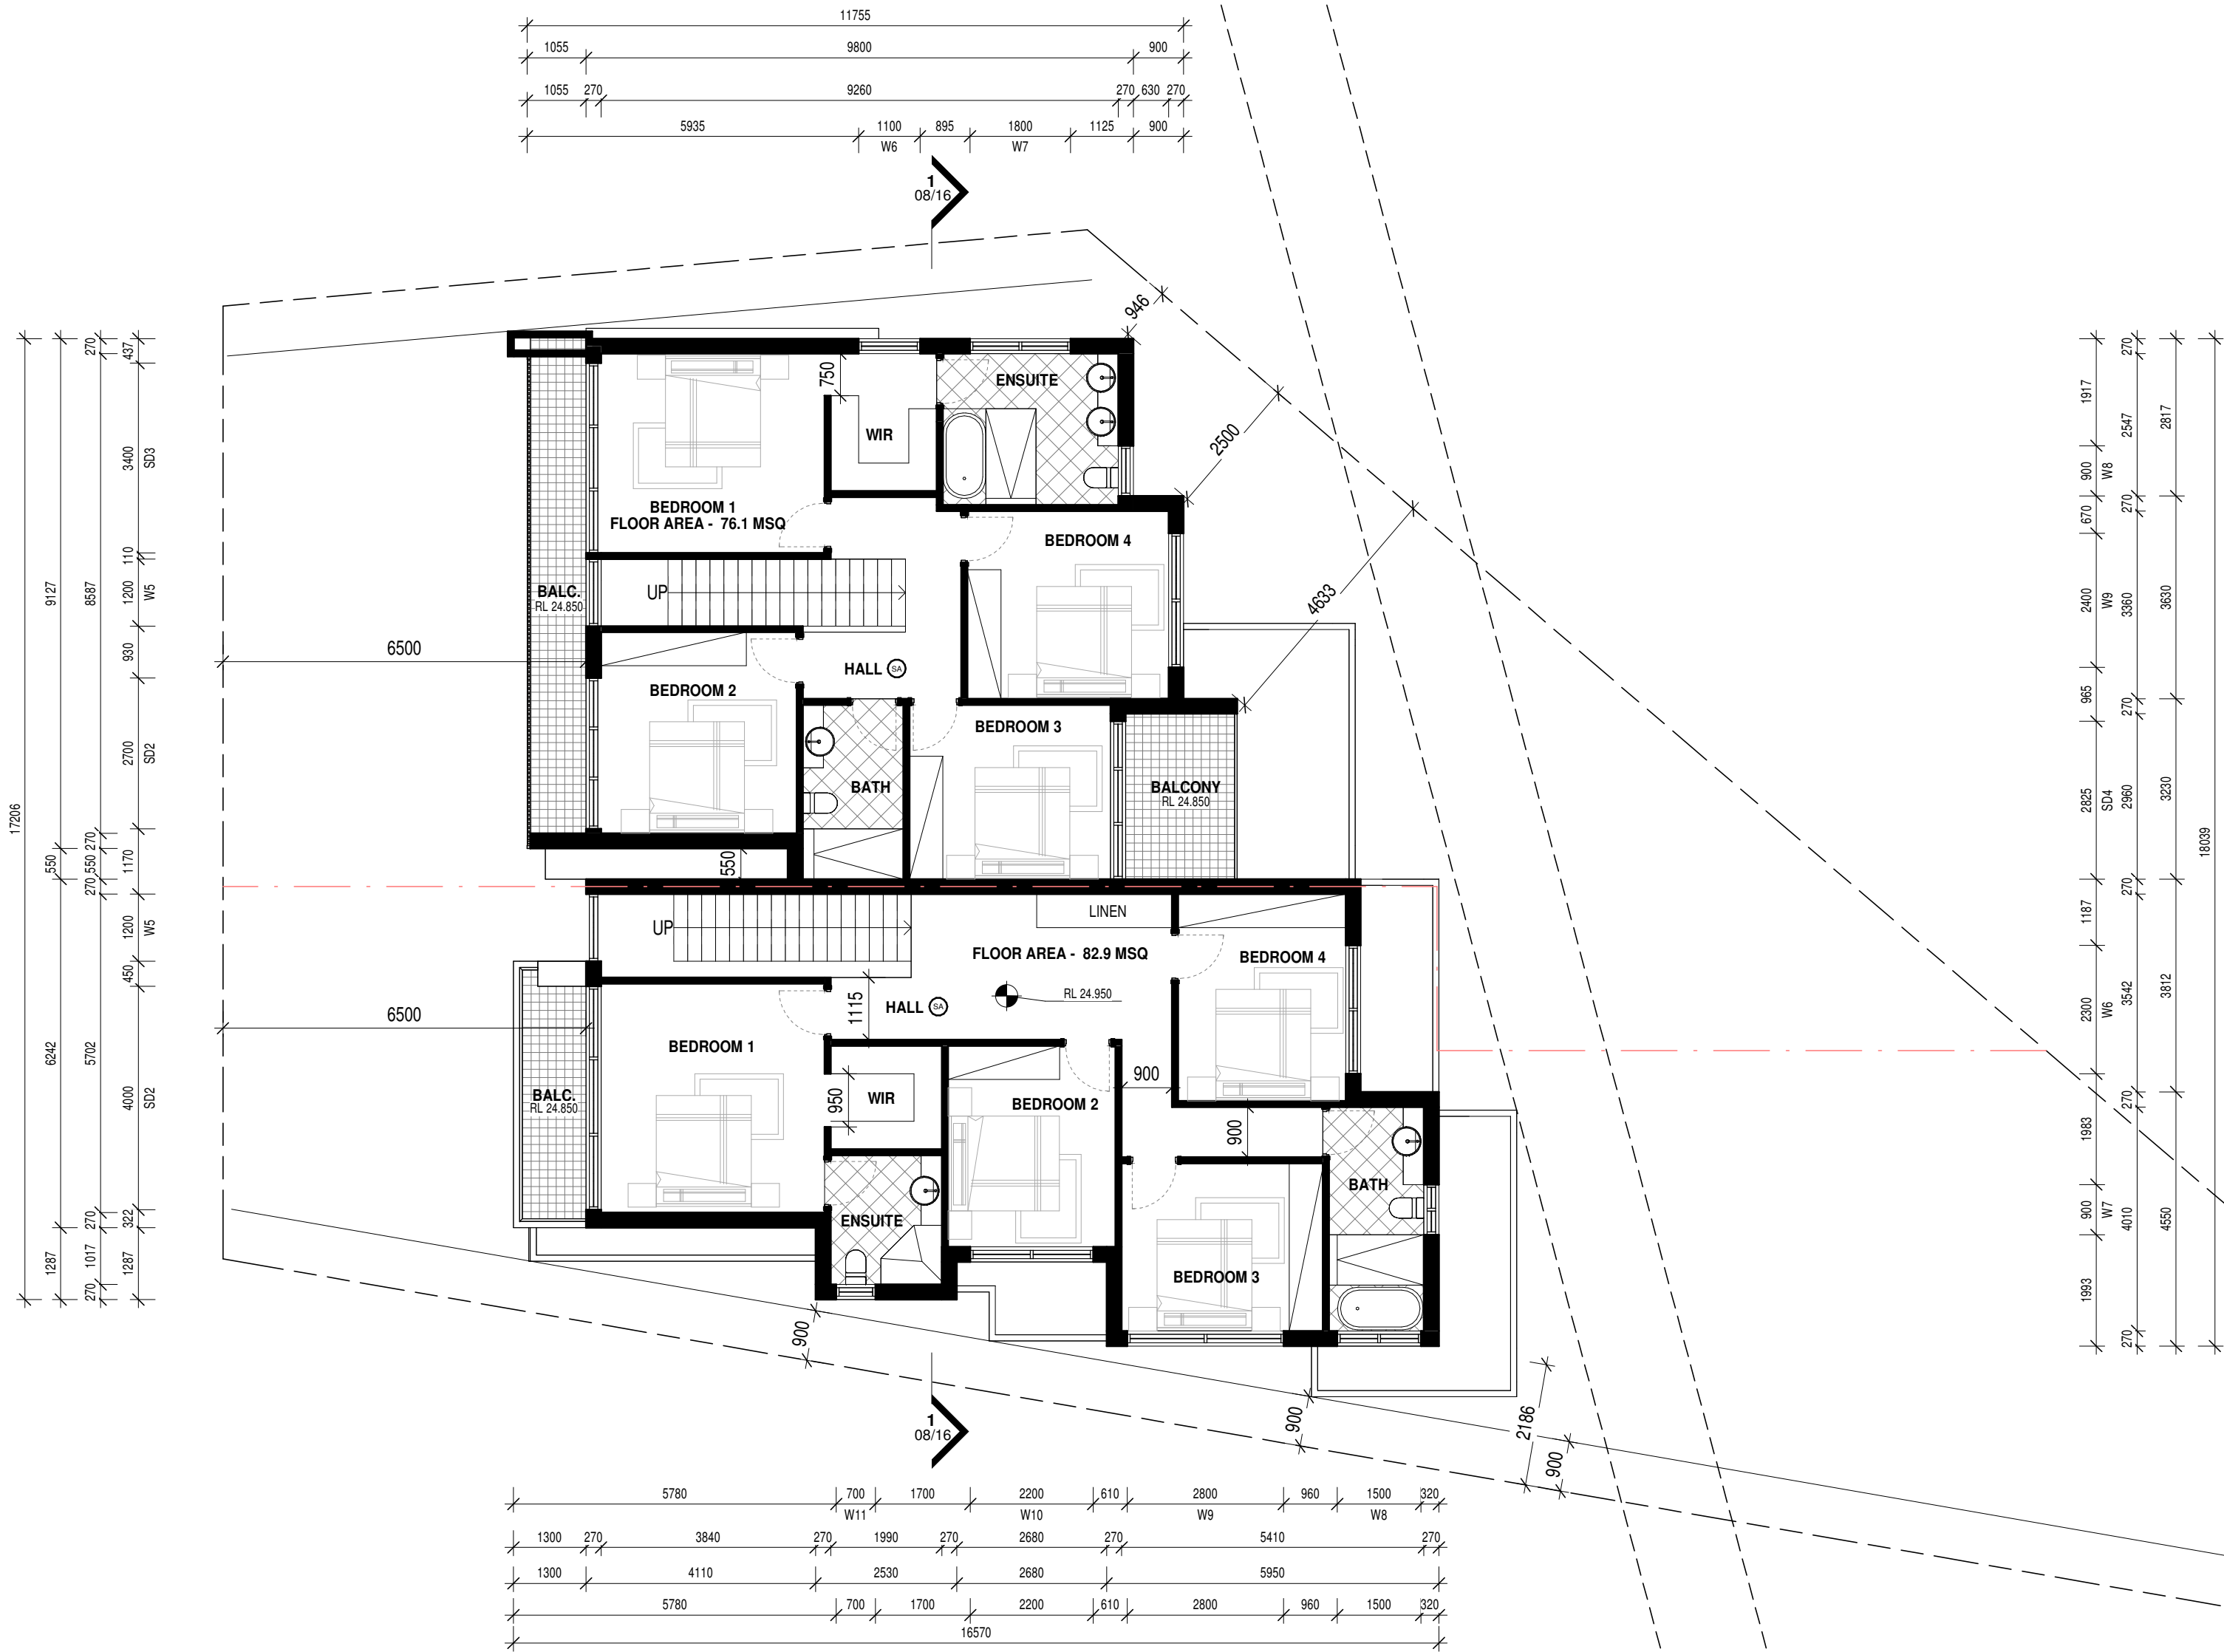 11755
1055 9800 900
1055 270 9260 270 630 270
5935 1100 895 1800 1125 900
W6 W7
1
08/16
946
2500
4633
17206
9127
550
6242
1287
270
8587
270
550
270
5702
270
1017
270
437
3400
SD3
110
1200
W5
930
2700
SD2
1170
1200
W5
450
4000
SD2
322
1287
6500
6500
ENSUITE
750
WIR
BEDROOM 1
FLOOR AREA - 76.1 MSQ
BEDROOM 4
BALC.
RL 24.850
UP
HALL SA
BEDROOM 2
BEDROOM 3
BATH
BALCONY
RL 24.850
550
LINEN
UP
FLOOR AREA - 82.9 MSQ
BEDROOM 4
RL 24.950
HALL SA
1115
BEDROOM 1
900
BALC.
RL 24.850
950
WIR
BEDROOM 2
900
BATH
ENSUITE
BEDROOM 3
900
900
2186
900
1917
900
W8
670
2400
W9
965
2825
SD4
1187
2300
W6
1983
900
W7
1993
270
2547
270
3360
270
2960
270
3542
270
4010
270
2817
3630
3230
3812
4550
18039
1
08/16
5780 700 1700 2200 610 2800 960 1500 320
W11 W10 W9 W8
1300 270 3840 270 1990 270 2680 270 5410 270
1300 4110 2530 2680 5950
5780 700 1700 2200 610 2800 960 1500 320
16570